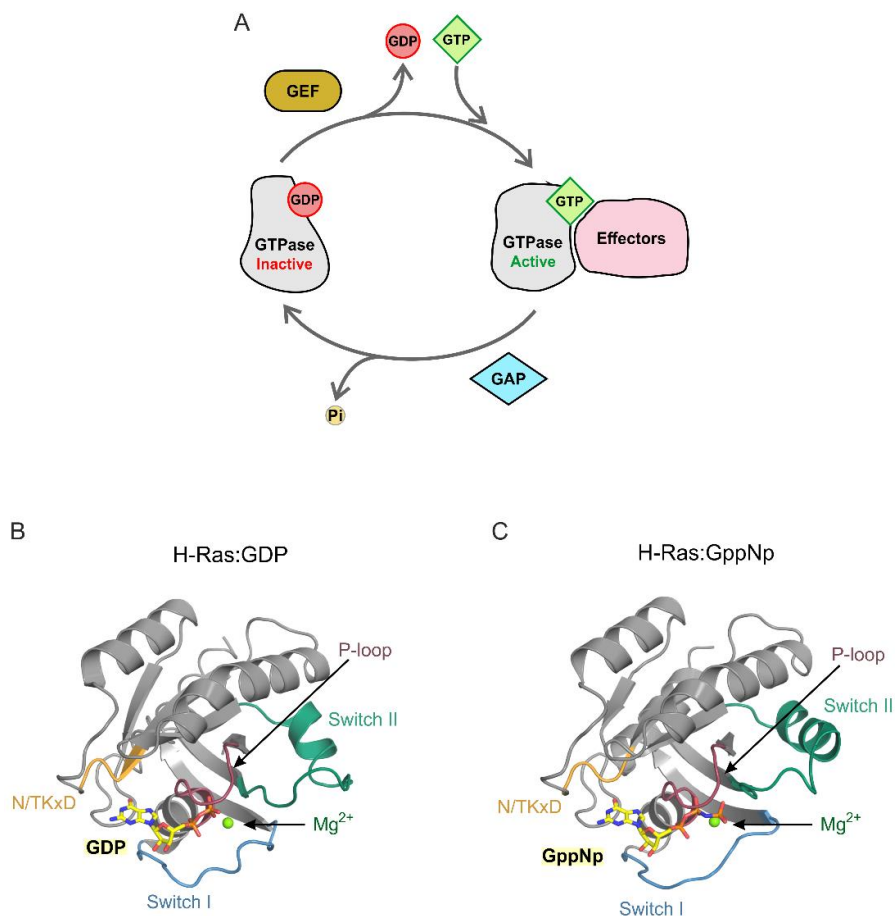 A
GDP
GTP
GEF
GDP
GTPase
Inactive
GTP
GTPase
Active
Effectors
GAP
Pi
B
H-Ras:GDP
P-loop
Switch II
N/TKxD
Mg²⁺
GDP
Switch I
C
H-Ras:GppNp
P-loop
Switch II
N/TKxD
Mg²⁺
GppNp
Switch I